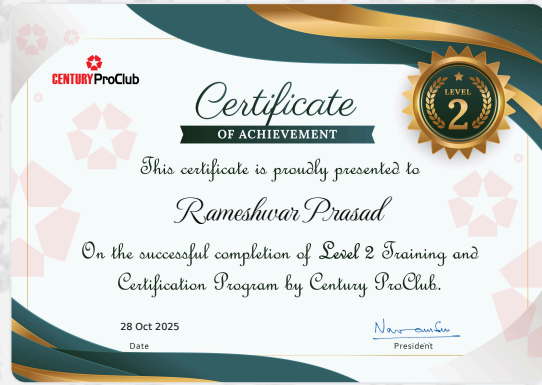 CENTURY ProClub
Certificate
OF ACHIEVEMENT
LEVEL
2
This certificate is proudly presented to
Rameshwar Prasad
On the successful completion of Level 2 Training and
Certification Program by Century ProClub.
28 Oct 2025
Date
President